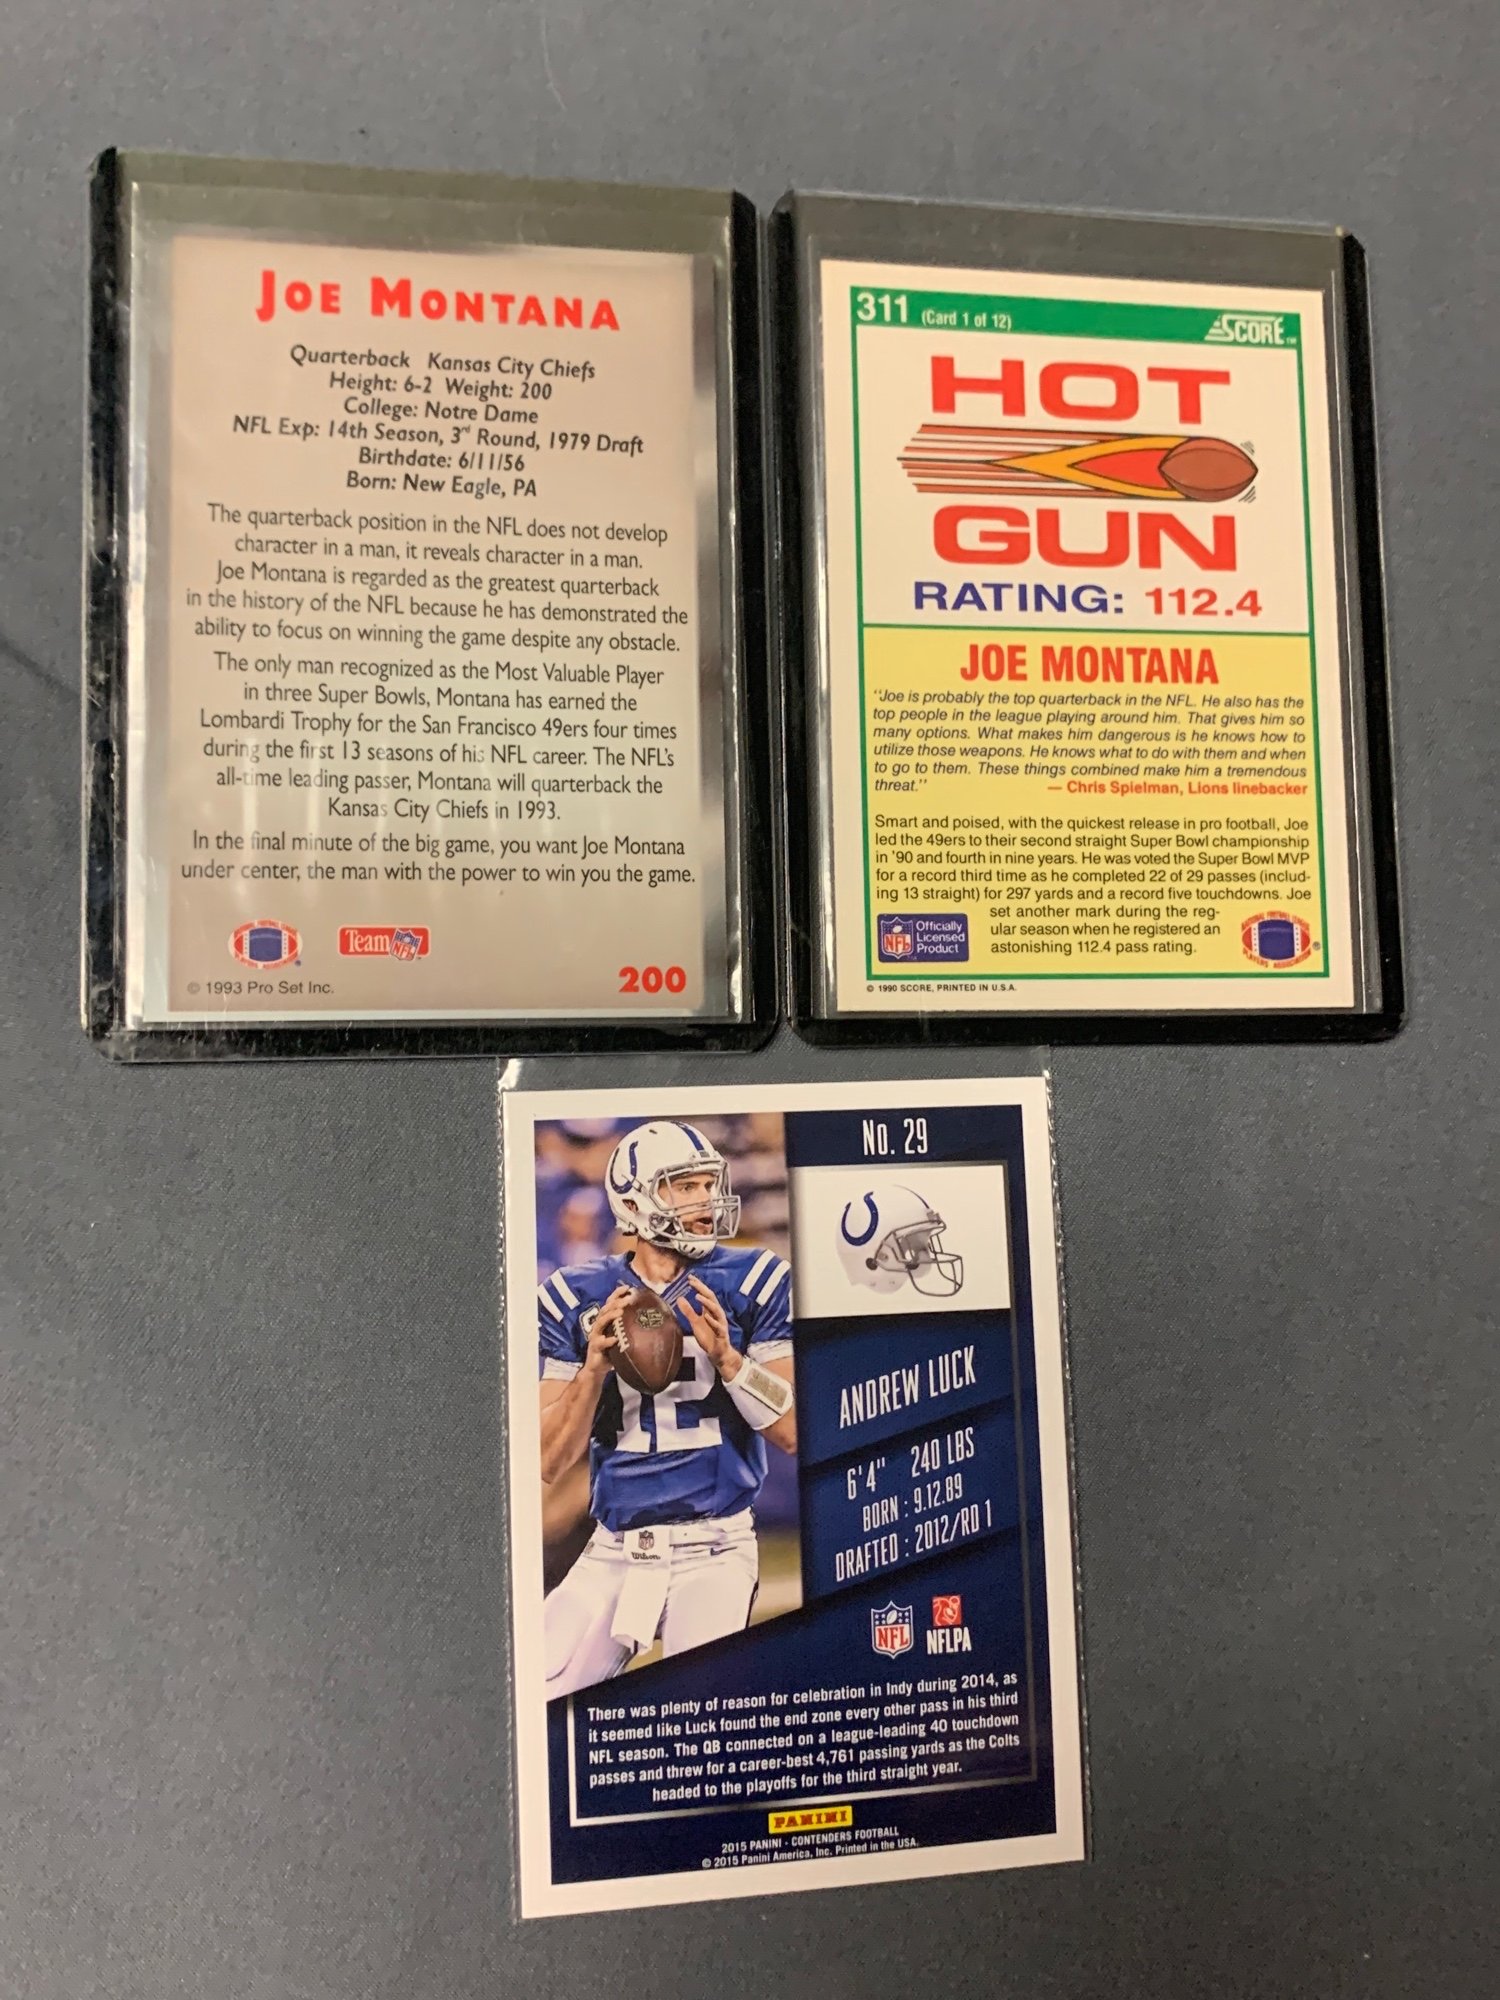 JOE MONTANA
Quarterback Kansas City Chiefs
Height: 6-2 Weight: 200
College: Notre Dame
NFL Exp: 14th Season, 3rd Round, 1979 Draft
Birthdate: 6/11/56
Born: New Eagle, PA
The quarterback position in the NFL does not develop
character in a man, it reveals character in a man.
Joe Montana is regarded as the greatest quarterback
in the history of the NFL because he has demonstrated the
ability to focus on winning the game despite any obstacle.
The only man recognized as the Most Valuable Player
in three Super Bowls, Montana has earned the
Lombardi Trophy for the San Francisco 49ers four times
during the first 13 seasons of his NFL career. The NFL's
all-time leading passer, Montana will quarterback the
Kansas City Chiefs in 1993.
In the final minute of the big game, you want Joe Montana
under center, the man with the power to win you the game.
Team NFL
© 1993 Pro Set Inc.
200
311 (Card 1 of 12)
SCORE™
HOT
GUN
RATING: 112.4
JOE MONTANA
"Joe is probably the top quarterback in the NFL. He also has the
top people in the league playing around him. That gives him so
many options. What makes him dangerous is he knows how to
utilize those weapons. He knows what to do with them and when
to go to them. These things combined make him a tremendous
threat." — Chris Spielman, Lions linebacker
Smart and poised, with the quickest release in pro football, Joe
led the 49ers to their second straight Super Bowl championship
in '90 and fourth in nine years. He was voted the Super Bowl MVP
for a record third time as he completed 22 of 29 passes (includ-
ing 13 straight) for 297 yards and a record five touchdowns. Joe
set another mark during the reg-
ular season when he registered an
astonishing 112.4 pass rating.
NFL
Officially
Licensed
Product
NATIONAL FOOTBALL LEAGUE
PLAYERS ASSOCIATION
© 1990 SCORE, PRINTED IN U.S.A.
No. 29
ANDREW LUCK
6'4" 240 LBS
BORN : 9.12.89
DRAFTED : 2012/RD 1
12
NFL
Wilson
NFL
NFLPA
There was plenty of reason for celebration in Indy during 2014, as
it seemed like Luck found the end zone every other pass in his third
NFL season. The QB connected on a league-leading 40 touchdown
passes and threw for a career-best 4,761 passing yards as the Colts
headed to the playoffs for the third straight year.
PANINI
2015 PANINI - CONTENDERS FOOTBALL
© 2015 Panini America, Inc. Printed in the USA.